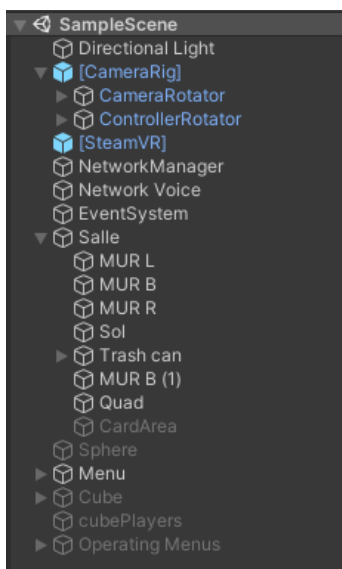 SampleScene
Directional Light
[CameraRig]
CameraRotator
ControllerRotator
[SteamVR]
NetworkManager
Network Voice
EventSystem
Salle
MUR L
MUR B
MUR R
Sol
Trash can
MUR B (1)
Quad
CardArea
Sphere
Menu
Cube
cubePlayers
Operating Menus